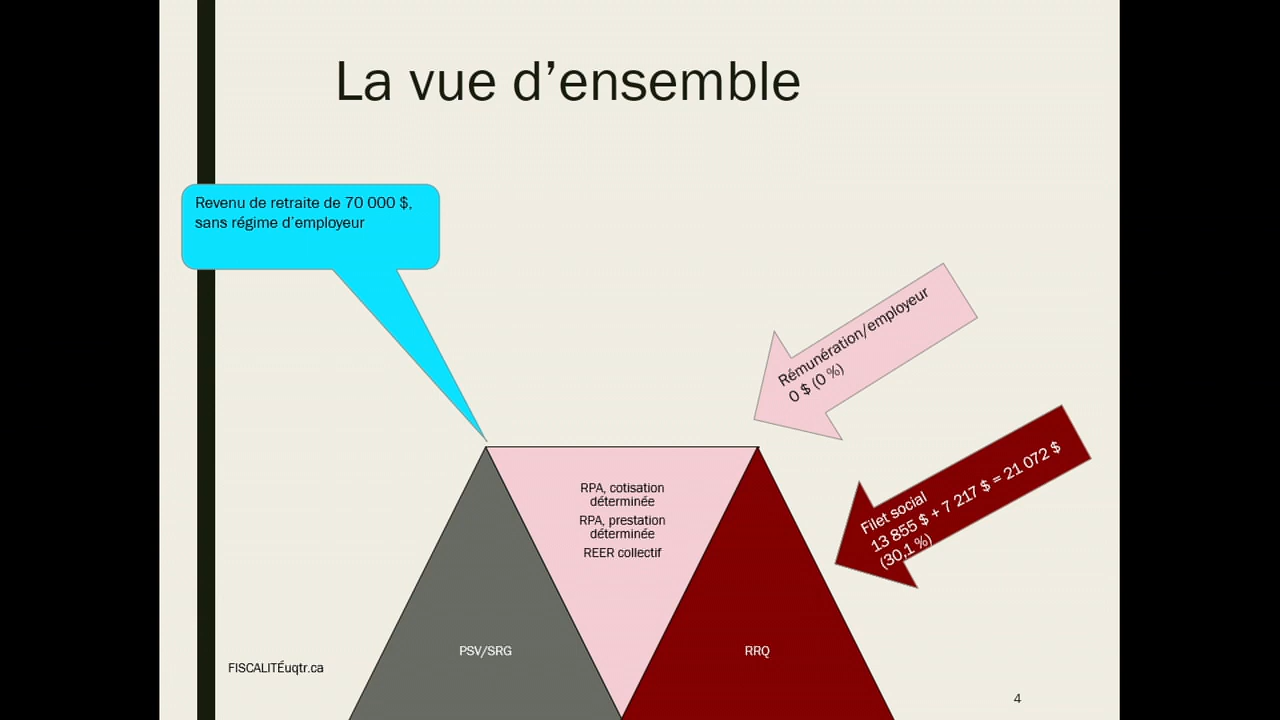 La vue d’ensemble
Revenu de retraite de 70 000 $,
sans régime d’employeur
Rémunération/employeur
0 $ (0 %)
Filet social
13 855 $ + 7 217 $ = 21 072 $
(30,1 %)
RPA, cotisation
déterminée
RPA, prestation
déterminée
REER collectif
PSV/SRG
RRQ
FISCALITÉuqtr.ca
4